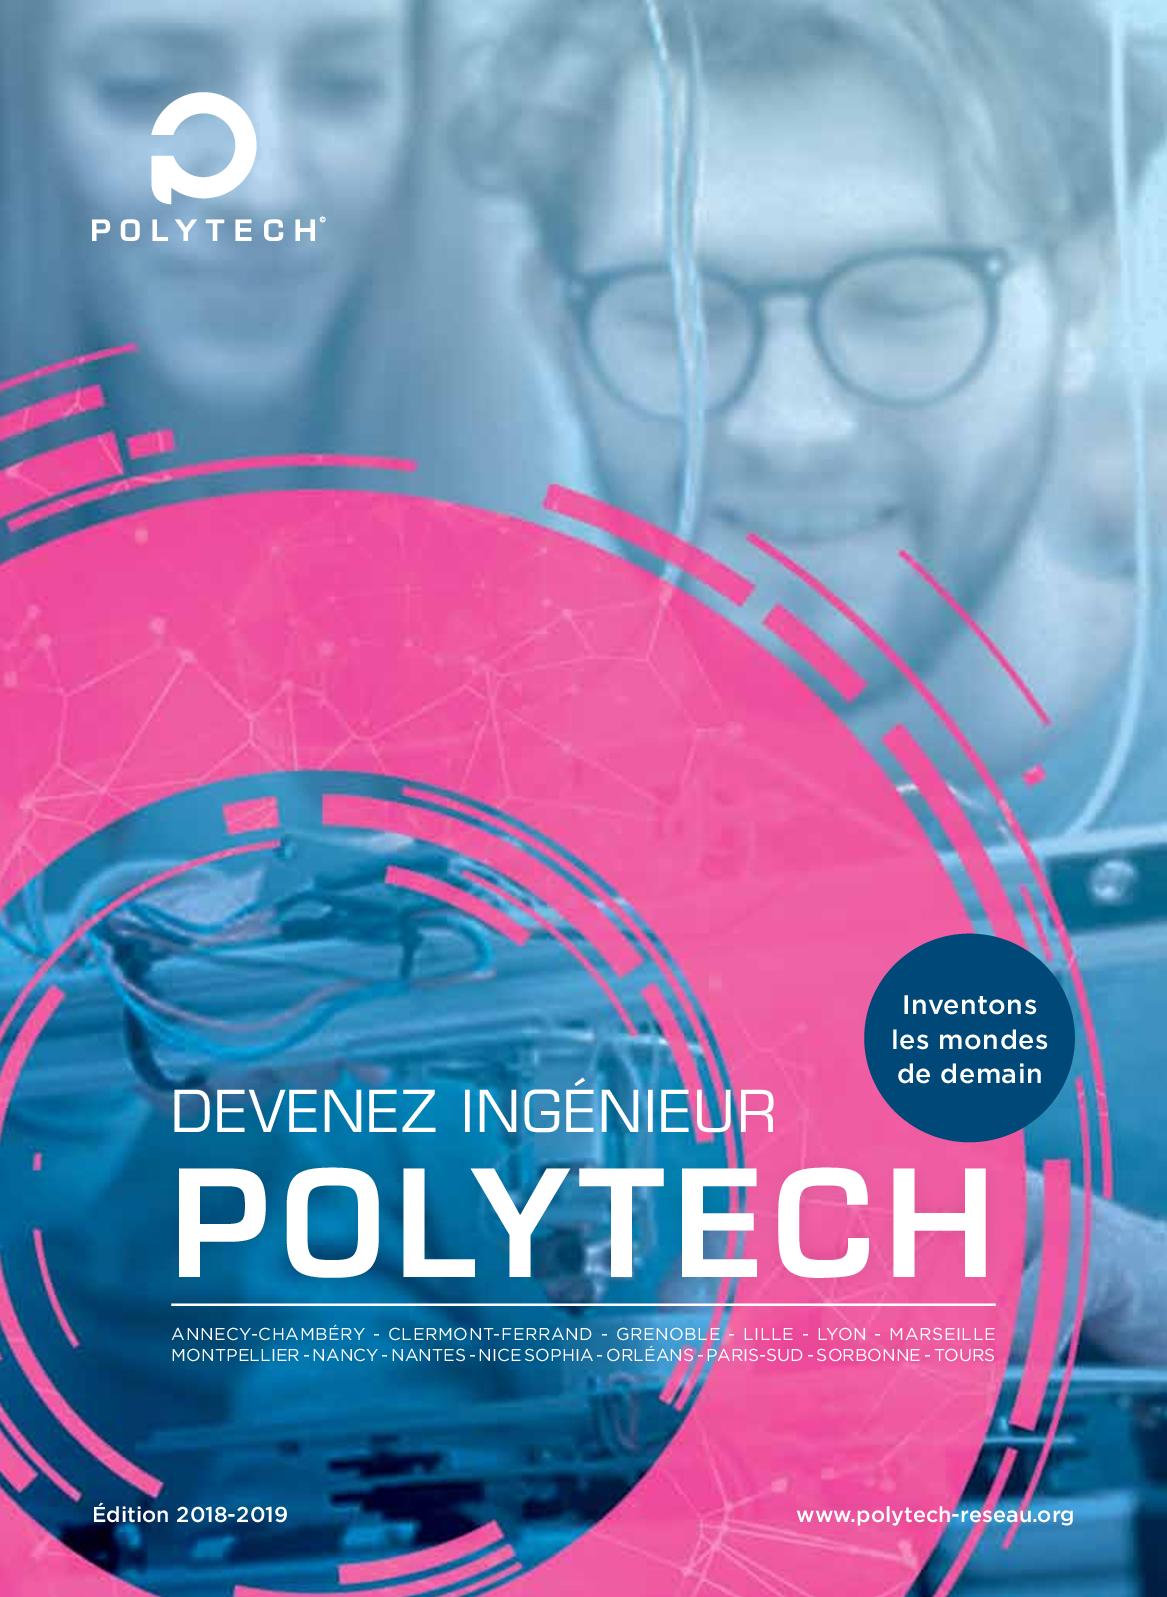 POLYTECH®
Inventons
les mondes
de demain
DEVENEZ INGÉNIEUR
POLYTECH
ANNECY-CHAMBÉRY - CLERMONT-FERRAND - GRENOBLE - LILLE - LYON - MARSEILLE
MONTPELLIER - NANCY - NANTES - NICE SOPHIA - ORLÉANS - PARIS-SUD - SORBONNE - TOURS
Édition 2018-2019
www.polytech-reseau.org